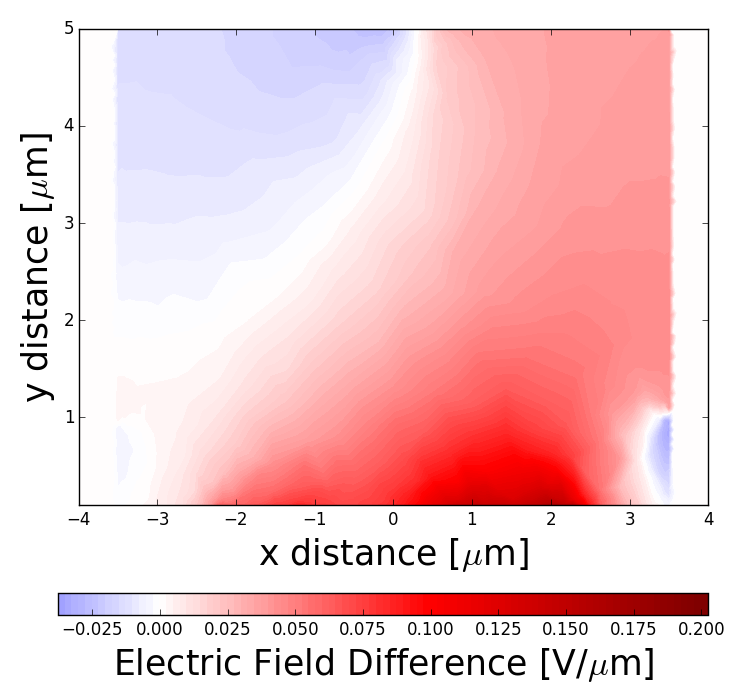 5
4
3
2
1
y distance [μm]
−4 −3 −2 −1 0 1 2 3 4
x distance [μm]
−0.025 0.000 0.025 0.050 0.075 0.100 0.125 0.150 0.175 0.200
Electric Field Difference [V/μm]